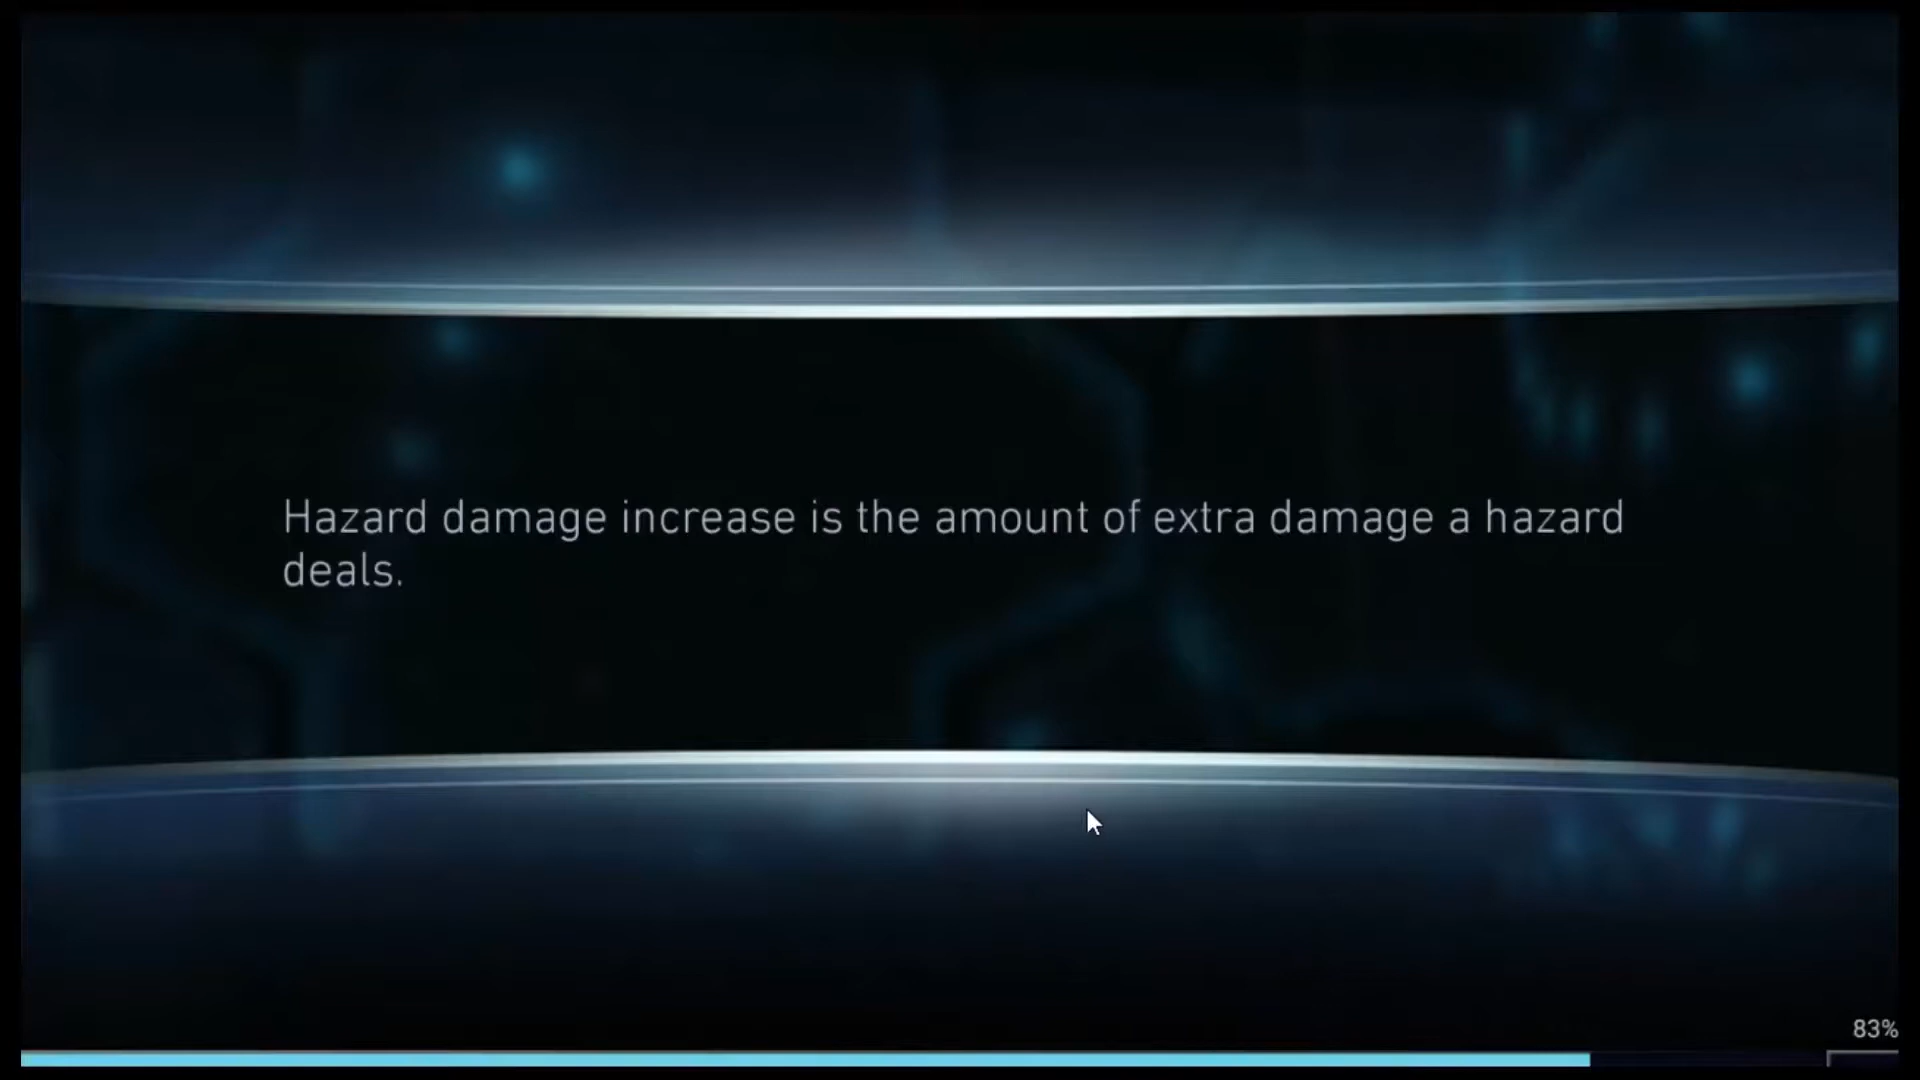 Hazard damage increase is the amount of extra damage a hazard
deals.
83%